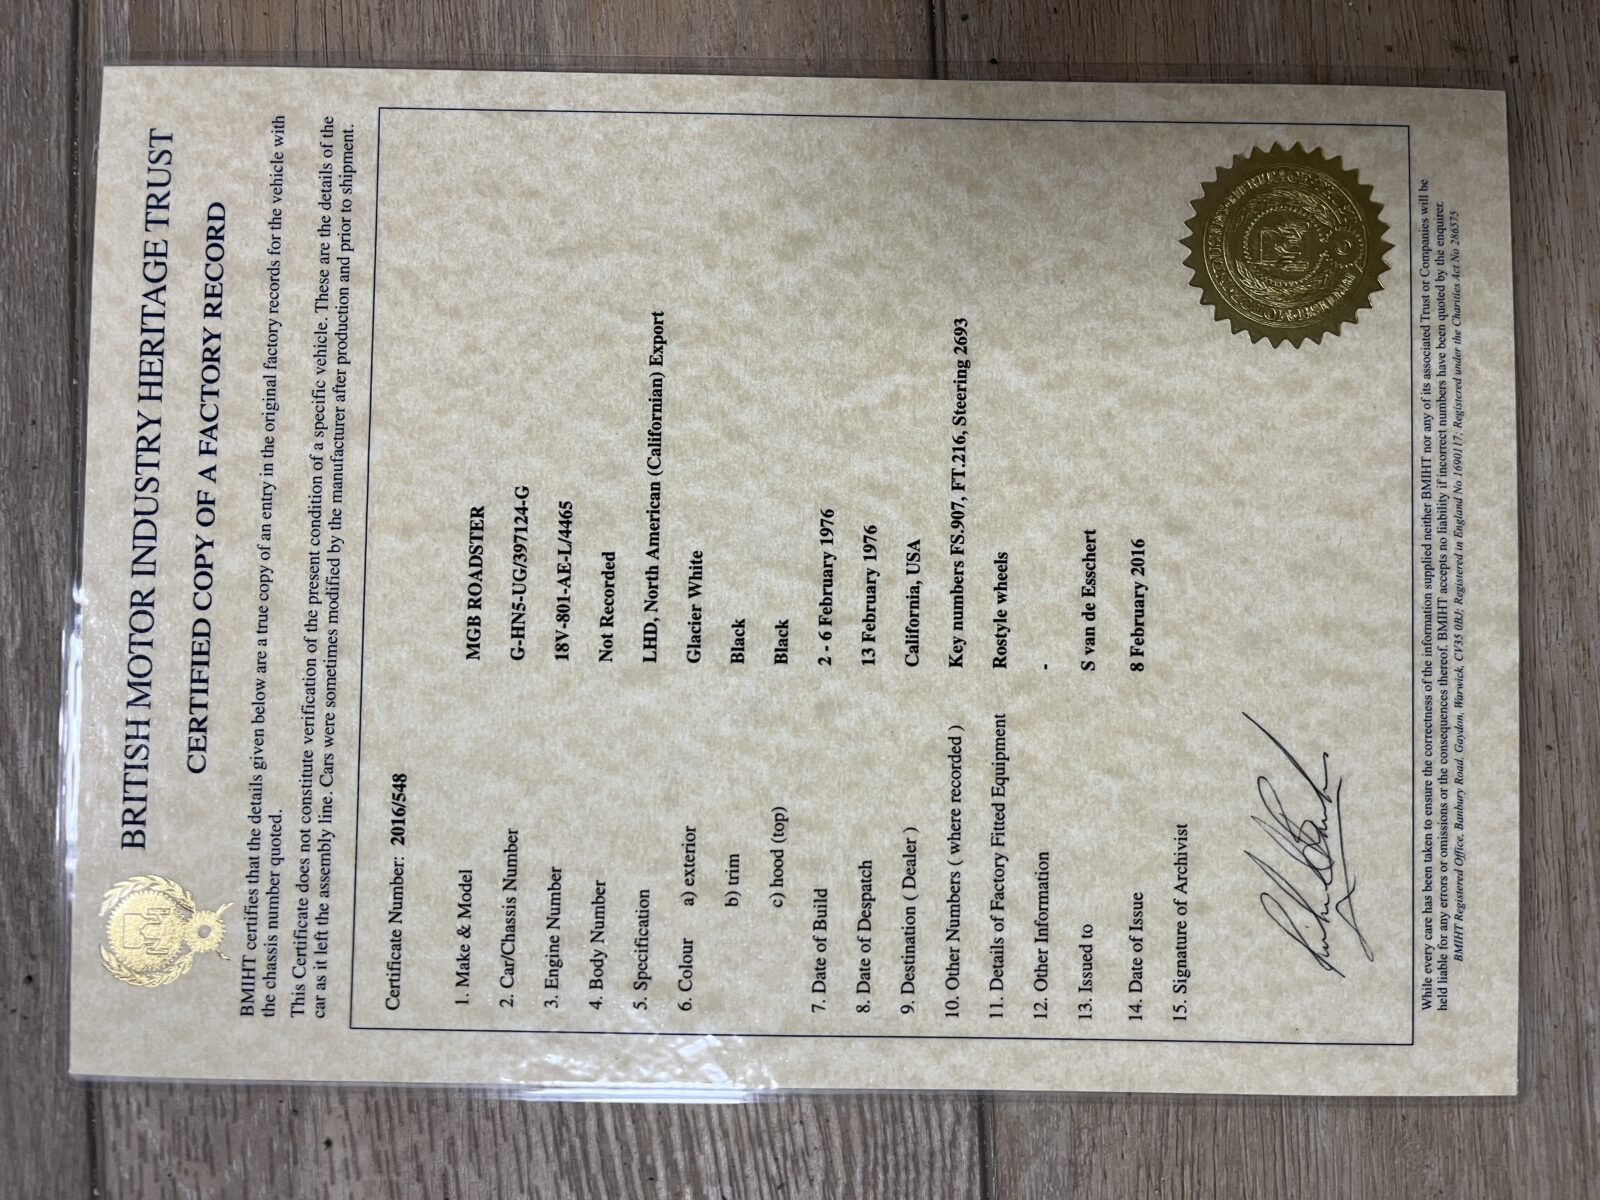 BRITISH MOTOR INDUSTRY HERITAGE TRUST
CERTIFIED COPY OF A FACTORY RECORD
BMIHT certifies that the details given below are a true copy of an entry in the original factory records for the vehicle with
the chassis number quoted.
This Certificate does not constitute verification of the present condition of a specific vehicle. These are the details of the
car as it left the assembly line. Cars were sometimes modified by the manufacturer after production and prior to shipment.
Certificate Number: 2016/548
1. Make & Model MGB ROADSTER
2. Car/Chassis Number G-HN5-UG/397124-G
3. Engine Number 18V-801-AE-L/4465
4. Body Number Not Recorded
5. Specification LHD, North American (Californian) Export
6. Colour a) exterior Glacier White
b) trim Black
c) hood (top) Black
7. Date of Build 2 - 6 February 1976
8. Date of Despatch 13 February 1976
9. Destination ( Dealer ) California, USA
10. Other Numbers ( where recorded ) Key numbers FS.907, FT.216, Steering 2693
11. Details of Factory Fitted Equipment Rostyle wheels
12. Other Information -
13. Issued to S van de Esschert
14. Date of Issue 8 February 2016
15. Signature of Archivist
While every care has been taken to ensure the correctness of the information supplied neither BMIHT nor any of its associated Trust or Companies will be
held liable for any errors or omissions or the consequences thereof. BMIHT accepts no liability if incorrect numbers have been quoted by the enquirer.
BMIHT Registered Office, Banbury Road, Gaydon, Warwick, CV35 0BJ; Registered in England No 1690117; Registered under the Charities Act No 286575